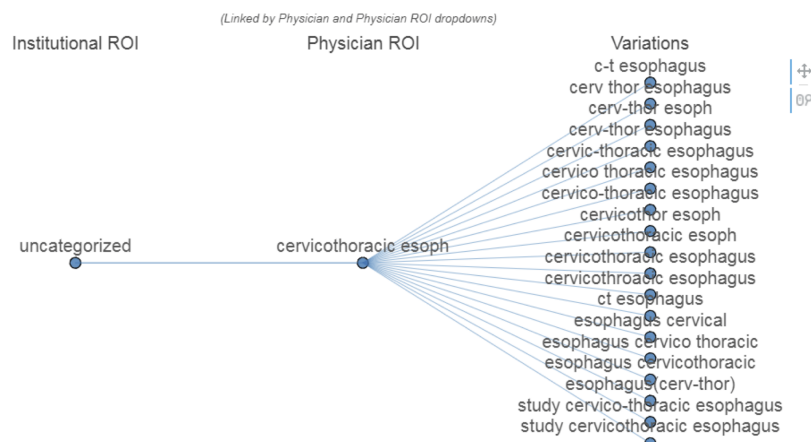 (Linked by Physician and Physician ROI dropdowns)
Institutional ROI
Physician ROI
Variations
c-t esophagus
cerv thor esophagus
cerv-thor esoph
cerv-thor esophagus
cervic-thoracic esophagus
cervico thoracic esophagus
cervico-thoracic esophagus
cervicothor esoph
cervicothoracic esoph
cervicothoracic esophagus
cervicothroacic esophagus
ct esophagus
esophagus cervical
esophagus cervico thoracic
esophagus cervicothoracic
esophagus(cerv-thor)
study cervico-thoracic esophagus
study cervicothoracic esophagus
uncategorized
cervicothoracic esoph